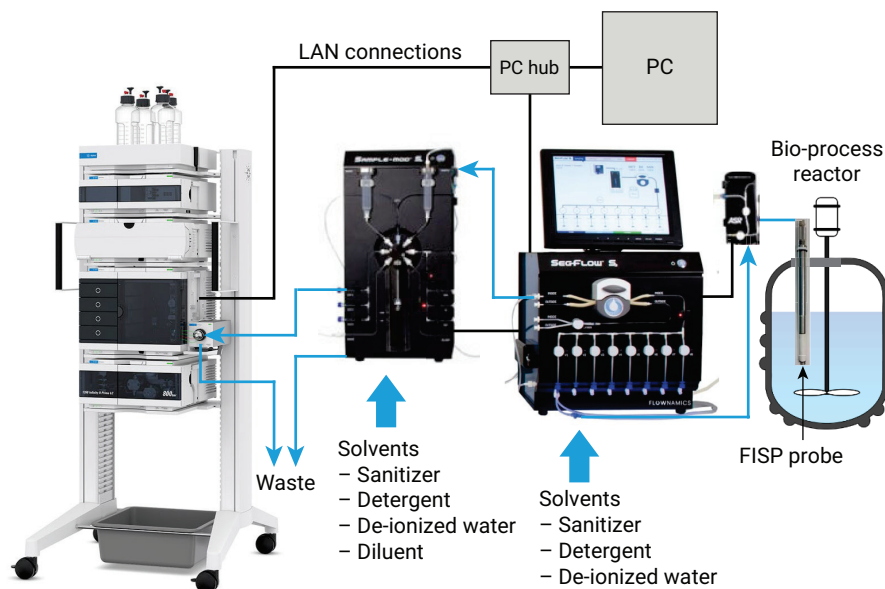 LAN connections
PC hub
PC
SAMPLE-MOD S
Bio-process
reactor
ASR
SEG-FLOW S
FLOWNAMICS
FISP probe
Waste
Solvents
– Sanitizer
– Detergent
– De-ionized water
– Diluent
Solvents
– Sanitizer
– Detergent
– De-ionized water